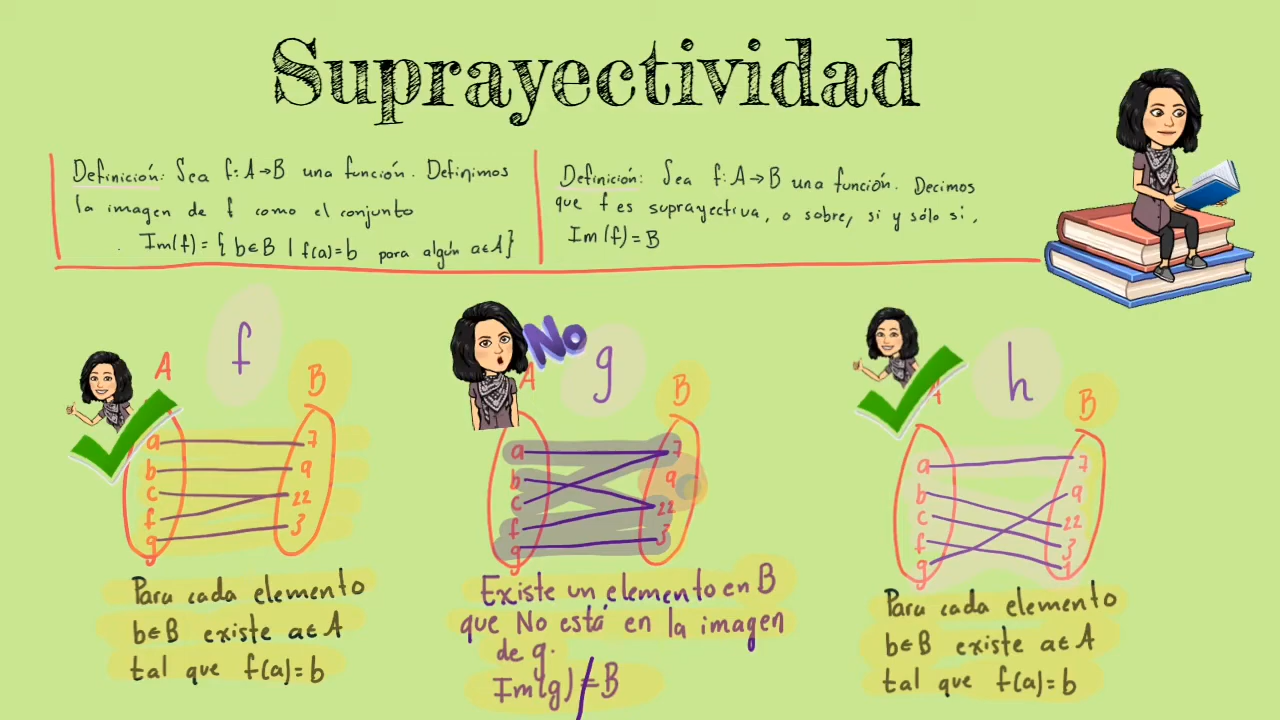 Suprayectividad
Definición: Sea f: A→B una función. Definimos
la imagen de f como el conjunto
Im(f) = { b∈B | f(a)=b para algún a∈A }
Definición: Sea f: A→B una función. Decimos
que f es suprayectiva, o sobre, si y sólo si,
Im(f)=B
f
A
B
a 7
b 9
c 22
f 3
g
Para cada elemento
b∈B existe a∈A
tal que f(a)=b
No
g
A
B
a 7
b 9
c 22
f 3
g
Existe un elemento en B
que No está en la imagen
de g.
Im(g) ≠ B
h
B
a 7
b 9
c 22
f 3
g
Para cada elemento
b∈B existe a∈A
tal que f(a)=b